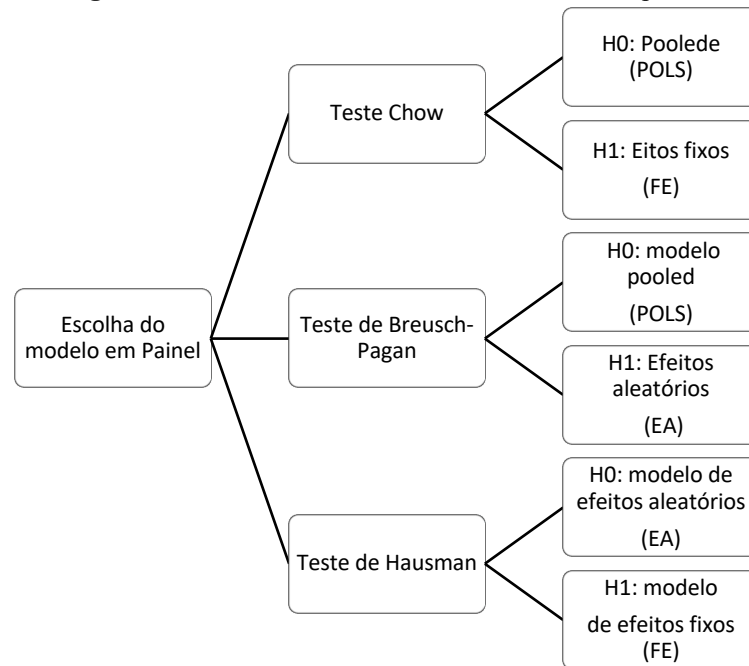 Escolha do
modelo em Painel
Teste Chow
H0: Poolede
(POLS)
H1: Eitos fixos
(FE)
Teste de Breusch-
Pagan
H0: modelo
pooled
(POLS)
H1: Efeitos
aleatórios
(EA)
Teste de Hausman
H0: modelo de
efeitos aleatórios
(EA)
H1: modelo
de efeitos fixos
(FE)